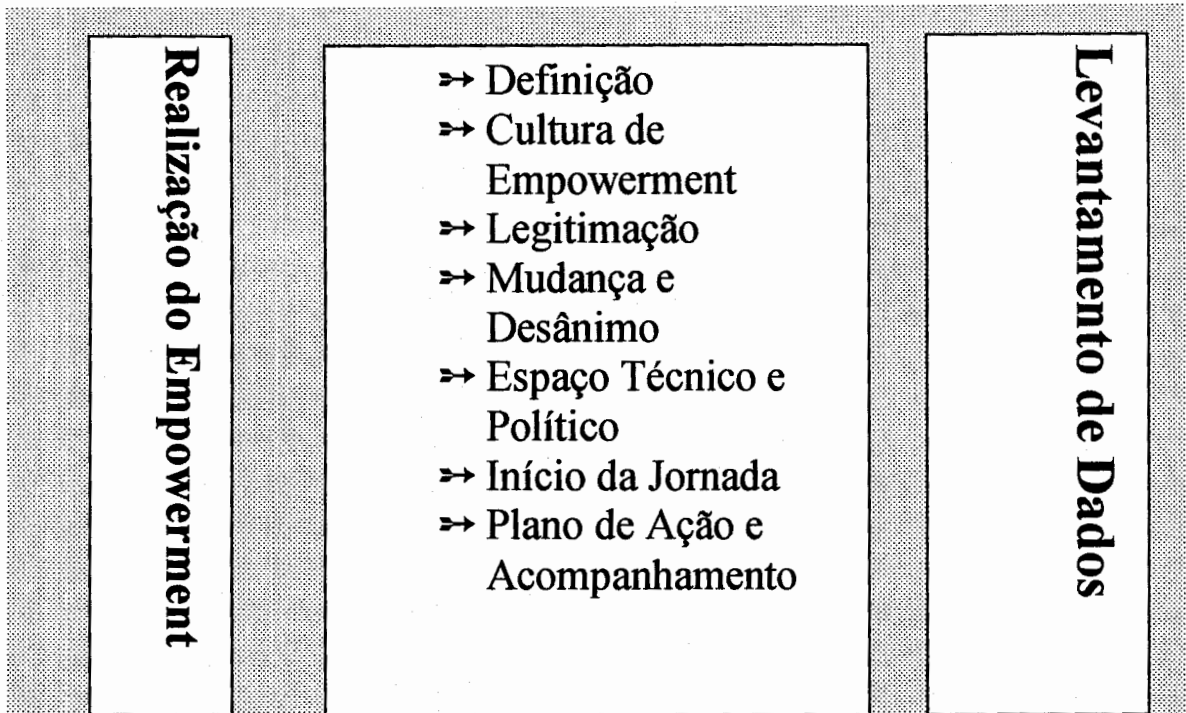 Realização do Empowerment
➳ Definição
➳ Cultura de
Empowerment
➳ Legitimação
➳ Mudança e
Desânimo
➳ Espaço Técnico e
Político
➳ Início da Jornada
➳ Plano de Ação e
Acompanhamento
Levantamento de Dados